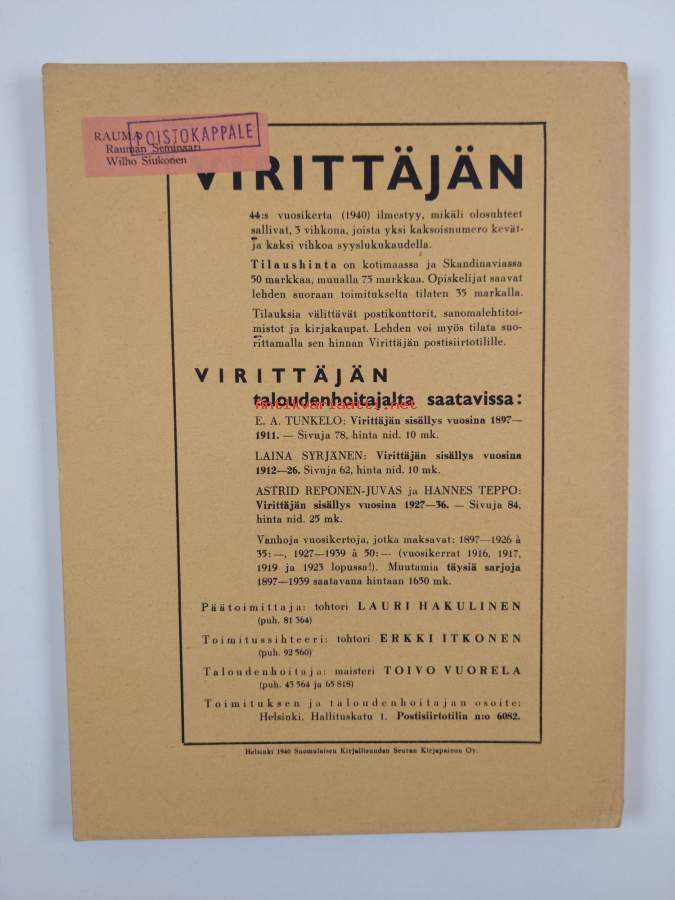 RAUMA
POISTOKAPPALE
Rauman Seminaari
Wilho Siukonen
VIRITTÄJÄN
44:s vuosikerta (1940) ilmestyy, mikäli olosuhteet
sallivat, 3 vihkona, joista yksi kaksoisnumero kevät-
ja kaksi vihkoa syyslukukaudella.
Tilaushinta on kotimaassa ja Skandinaviassa
50 markkaa, muualla 75 markkaa. Opiskelijat saavat
lehden suoraan toimitukselta tilaten 35 markalla.
Tilauksia välittävät postikonttorit, sanomalehtitoi-
mistot ja kirjakaupat. Lehden voi myös tilata suo-
rittamalla sen hinnan Virittäjän postisiirtotilille.
VIRITTÄJÄN
taloudenhoitajalta saatavissa:
antikvariaatti.net
E. A. TUNKELO: Virittäjän sisällys vuosina 1897—
1911. — Sivuja 78, hinta nid. 10 mk.
LAINA SYRJÄNEN: Virittäjän sisällys vuosina
1912—26. Sivuja 62, hinta nid. 10 mk.
ASTRID REPONEN-JUVAS ja HANNES TEPPO:
Virittäjän sisällys vuosina 1927—36. — Sivuja 84,
hinta nid. 25 mk.
Vanhoja vuosikertoja, jotka maksavat: 1897—1926 à
35: —, 1927—1939 à 50: — (vuosikerrat 1916, 1917,
1919 ja 1923 lopussa!). Muutamia täysiä sarjoja
1897—1939 saatavana hintaan 1650 mk.
Päätoimittaja: tohtori LAURI HAKULINEN
(puh. 81 364)
Toimitussihteeri: tohtori ERKKI ITKONEN
(puh. 92 560)
Taloudenhoitaja: maisteri TOIVO VUORELA
(puh. 43 564 ja 65 818)
Toimituksen ja taloudenhoitajan osoite:
Helsinki, Hallituskatu 1. Postisiirtotilin n:o 6082.
Helsinki 1940 Suomalaisen Kirjallisuuden Seuran Kirjapainon Oy.